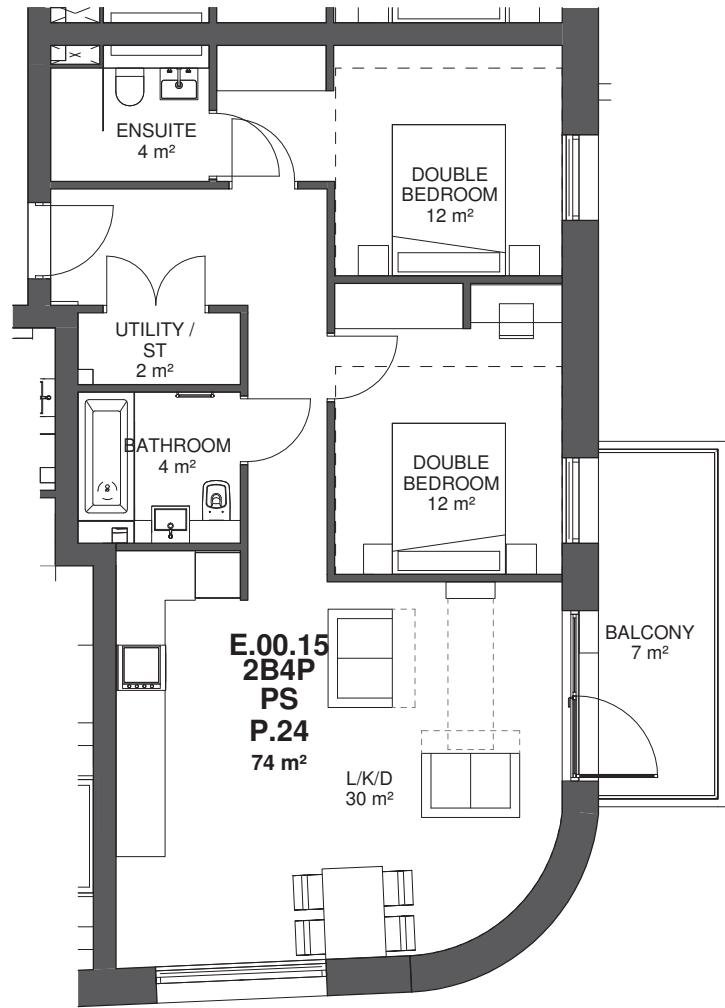 ENSUITE
4 m²
DOUBLE
BEDROOM
12 m²
UTILITY /
ST
2 m²
BATHROOM
4 m²
DOUBLE
BEDROOM
12 m²
BALCONY
7 m²
E.00.15
2B4P
PS
P.24
74 m²
L/K/D
30 m²